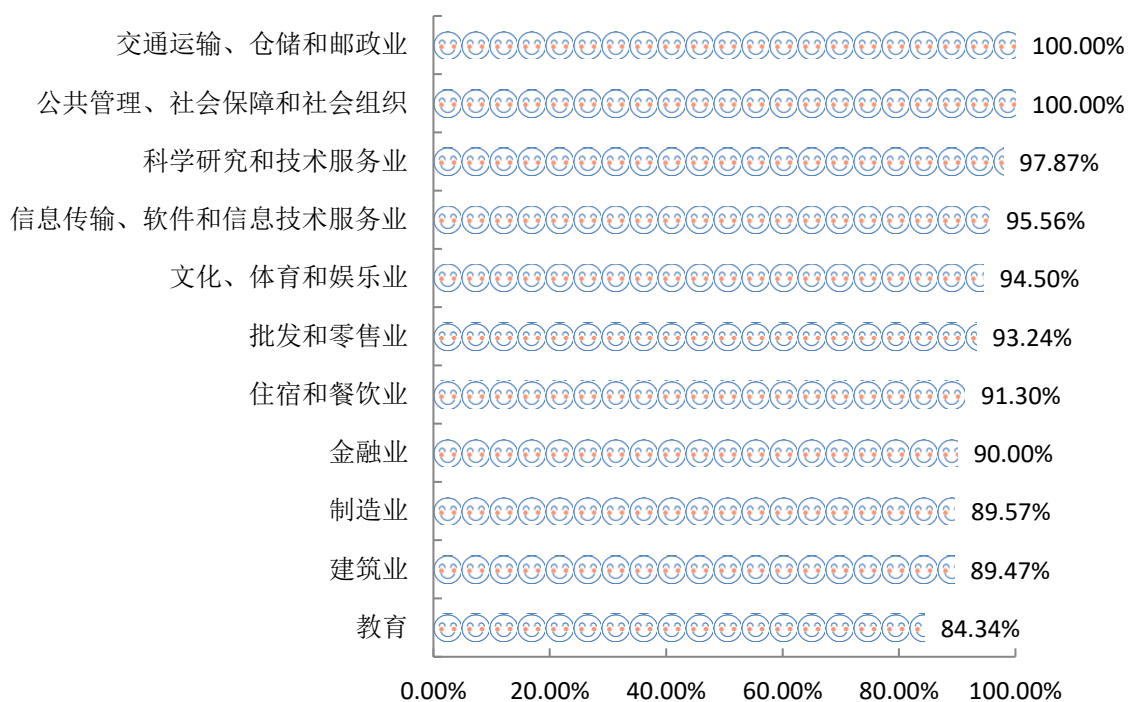 交通运输、仓储和邮政业 100.00%
公共管理、社会保障和社会组织 100.00%
科学研究和技术服务业 97.87%
信息传输、软件和信息技术服务业 95.56%
文化、体育和娱乐业 94.50%
批发和零售业 93.24%
住宿和餐饮业 91.30%
金融业 90.00%
制造业 89.57%
建筑业 89.47%
教育 84.34%
0.00% 20.00% 40.00% 60.00% 80.00% 100.00%